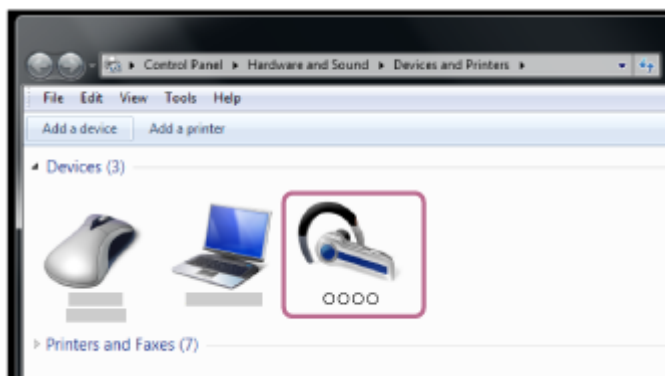 Control Panel ▸ Hardware and Sound ▸ Devices and Printers ▸
File Edit View Tools Help
Add a device Add a printer
Devices (3)
OOOO
Printers and Faxes (7)